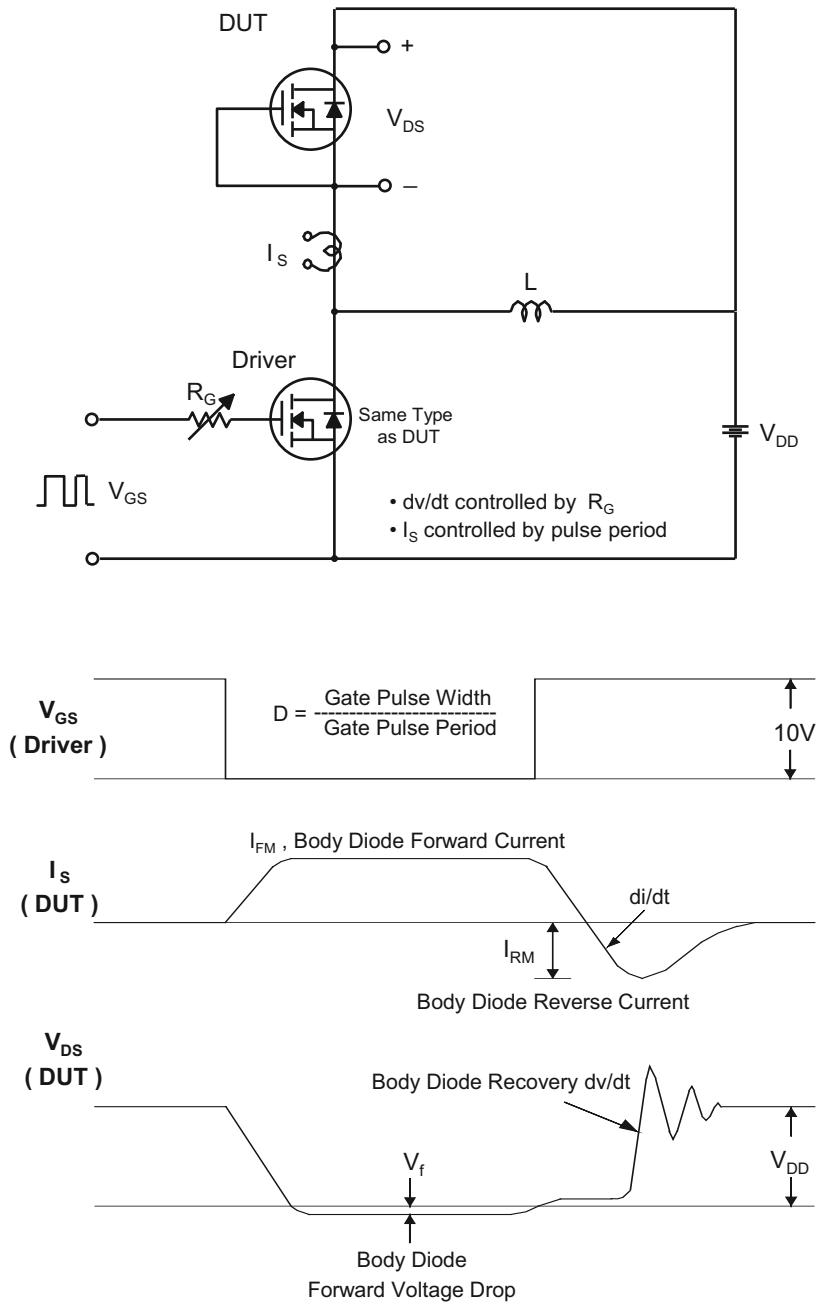 DUT
+
V_DS
–
I_S
L
Driver
R_G
Same Type
as DUT
V_DD
V_GS
• dv/dt controlled by R_G
• I_S controlled by pulse period
V_GS
( Driver )
D = Gate Pulse Width
Gate Pulse Period
10V
I_FM , Body Diode Forward Current
I_S
( DUT )
di/dt
I_RM
Body Diode Reverse Current
V_DS
( DUT )
Body Diode Recovery dv/dt
V_f
V_DD
Body Diode
Forward Voltage Drop